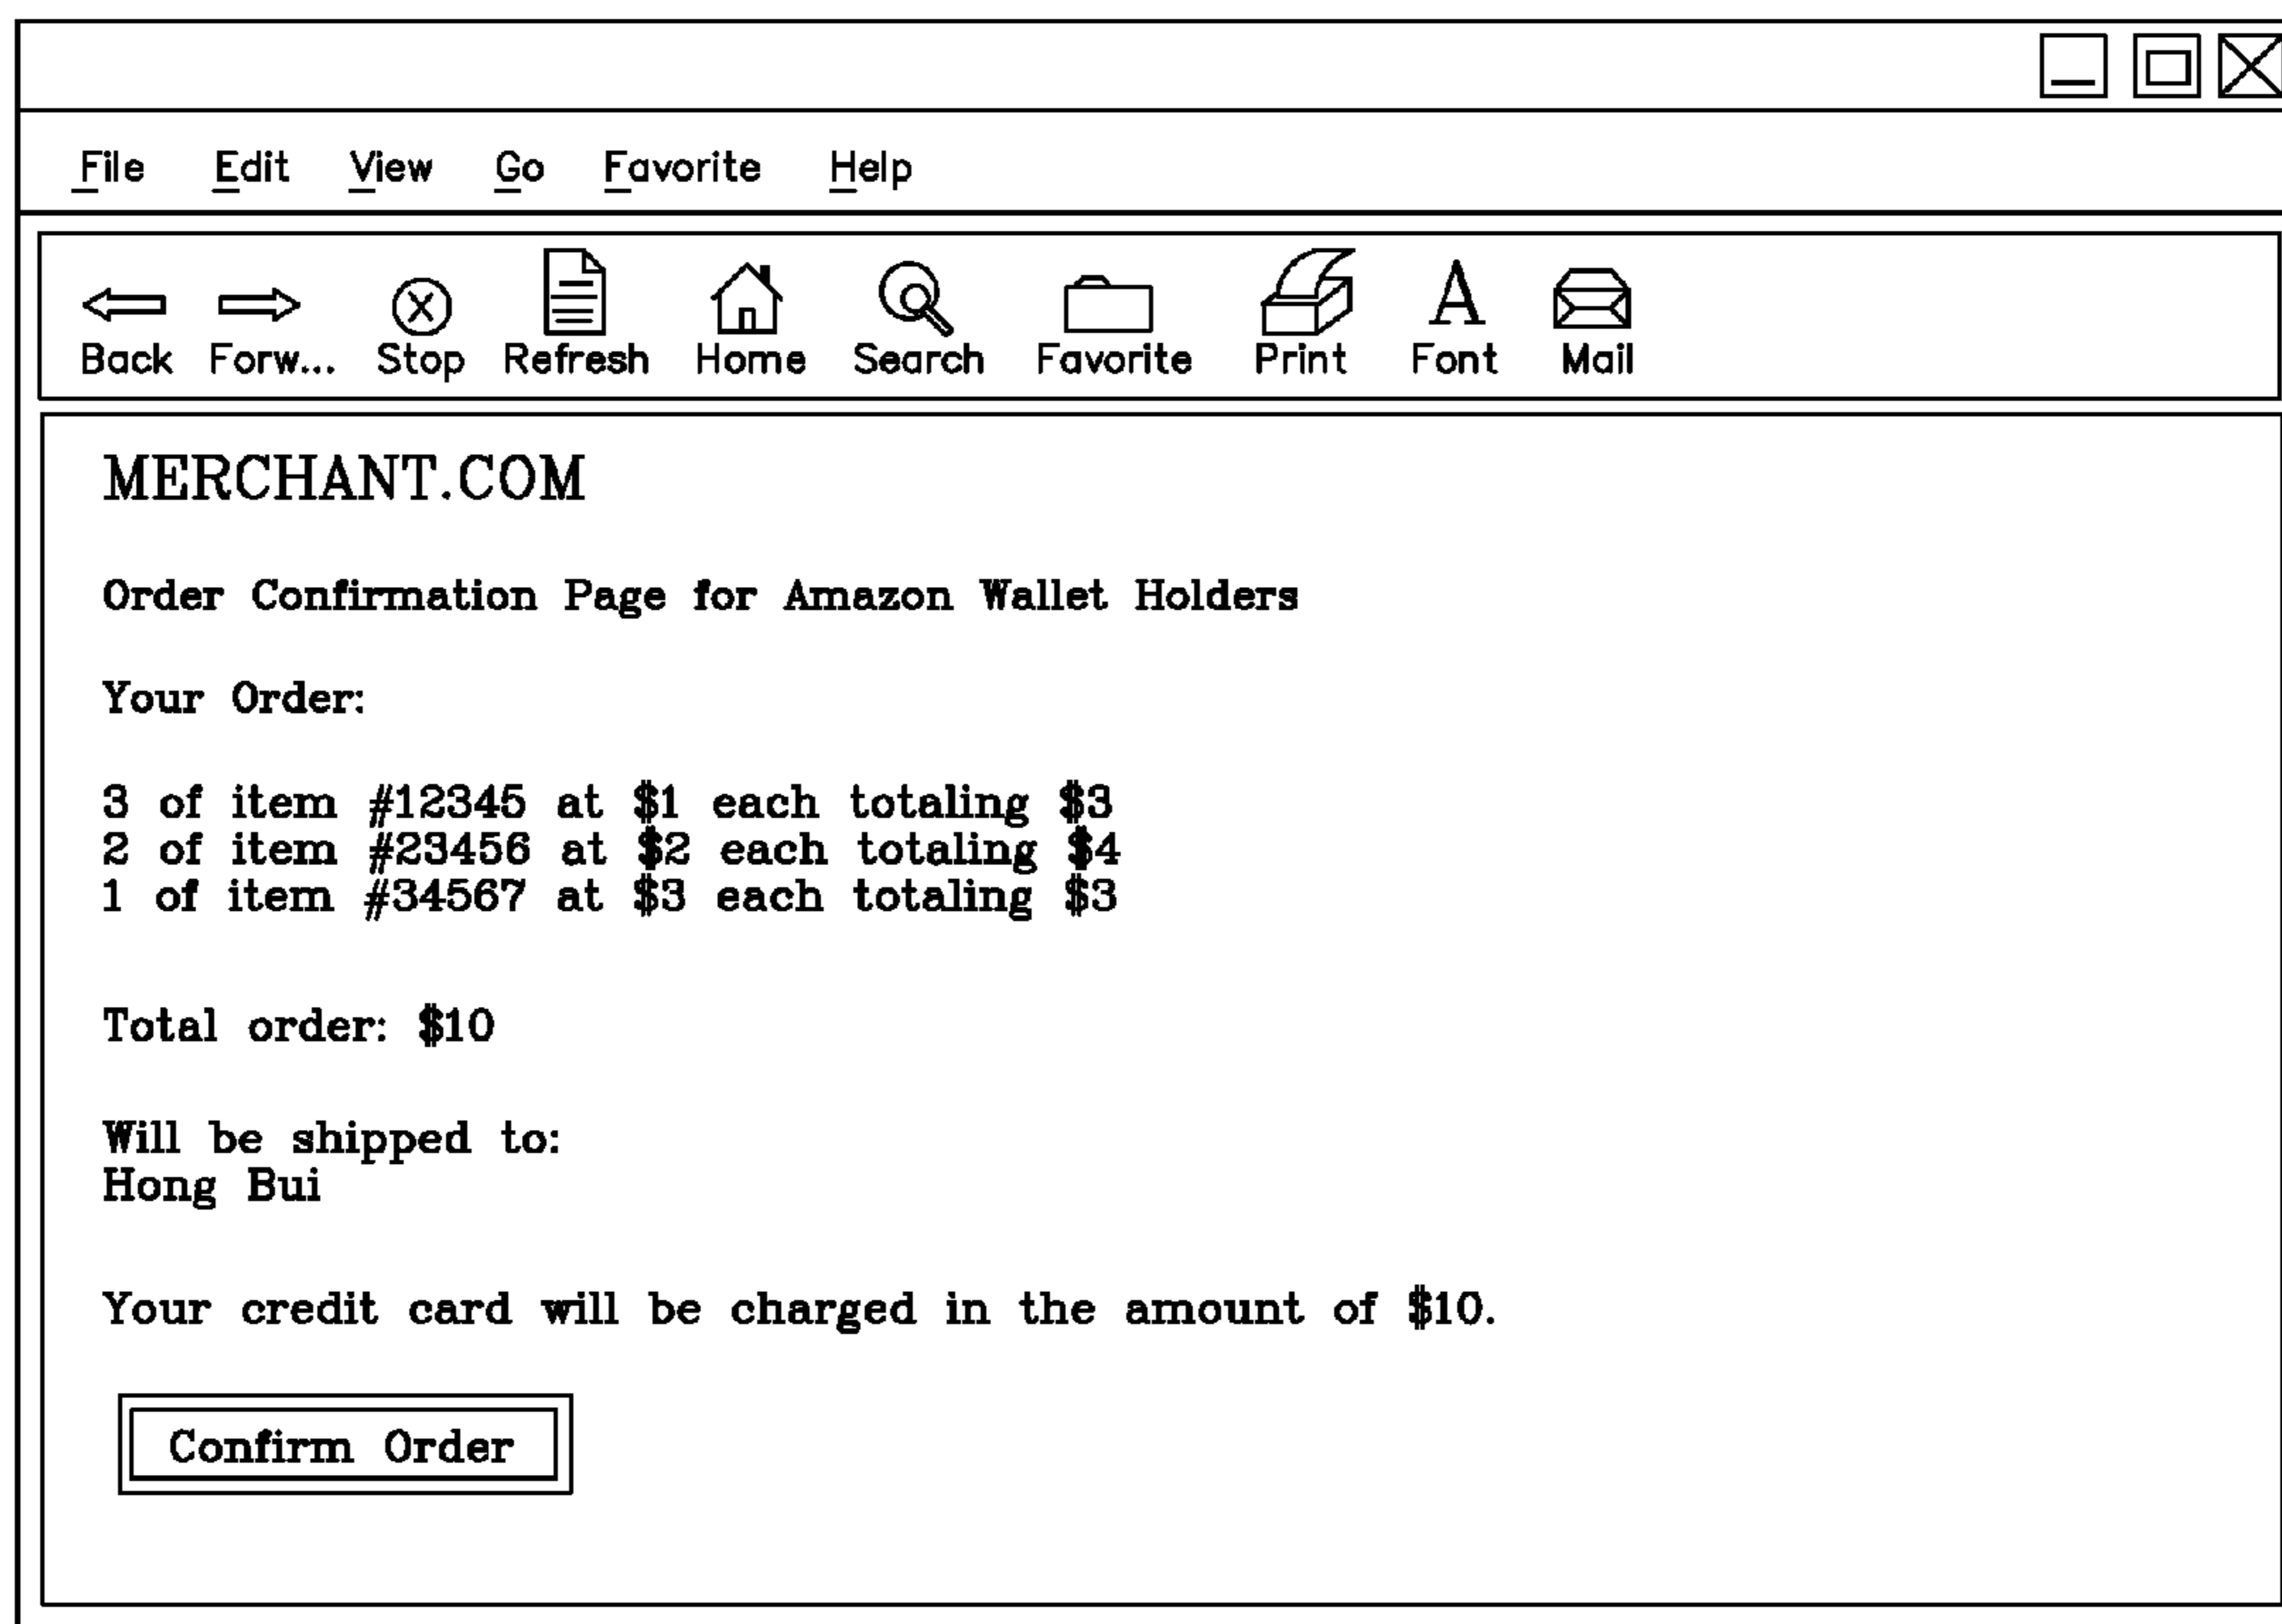 File Edit View Go Favorite Help
Back Forw... Stop Refresh Home Search Favorite Print Font Mail
MERCHANT.COM
Order Confirmation Page for Amazon Wallet Holders
Your Order:
3 of item #12345 at $1 each totaling $3
2 of item #23456 at $2 each totaling $4
1 of item #34567 at $3 each totaling $3
Total order: $10
Will be shipped to:
Hong Bui
Your credit card will be charged in the amount of $10.
Confirm Order